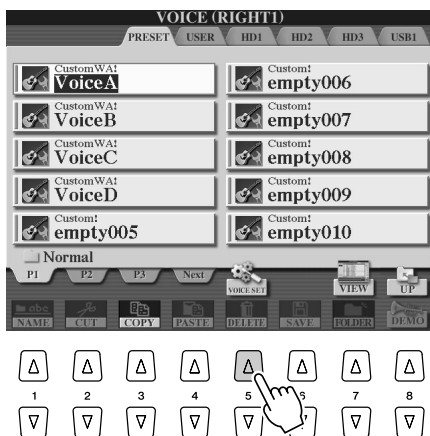 VOICE (RIGHT1)
PRESET USER HD1 HD2 HD3 USB1
CustomWA! Custom!
VoiceA empty006
CustomWA! Custom!
VoiceB empty007
CustomWA! Custom!
VoiceC empty008
CustomWA! Custom!
VoiceD empty009
Custom! Custom!
empty005 empty010
Normal
P1 P2 P3 Next VOICE SET VIEW UP
abc
NAME CUT COPY PASTE DELETE SAVE FOLDER DEMO
1 2 3 4 5 6 7 8